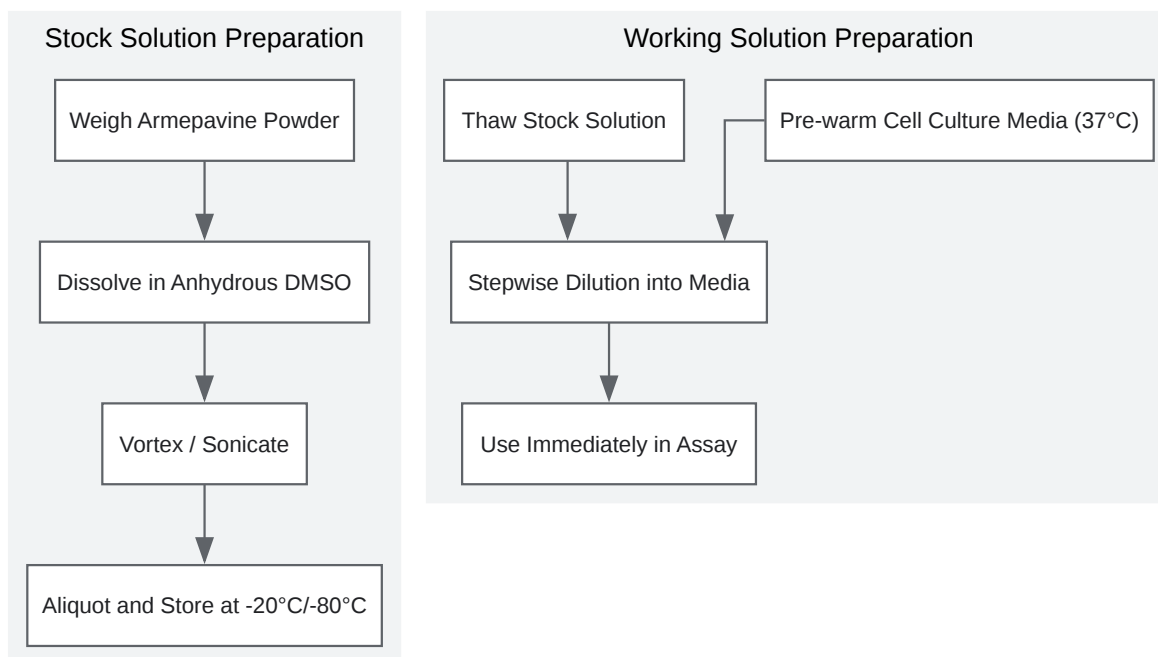 Stock Solution Preparation
Weigh Armepavine Powder
Dissolve in Anhydrous DMSO
Vortex / Sonicate
Aliquot and Store at -20°C/-80°C
Working Solution Preparation
Thaw Stock Solution
Pre-warm Cell Culture Media (37°C)
Stepwise Dilution into Media
Use Immediately in Assay